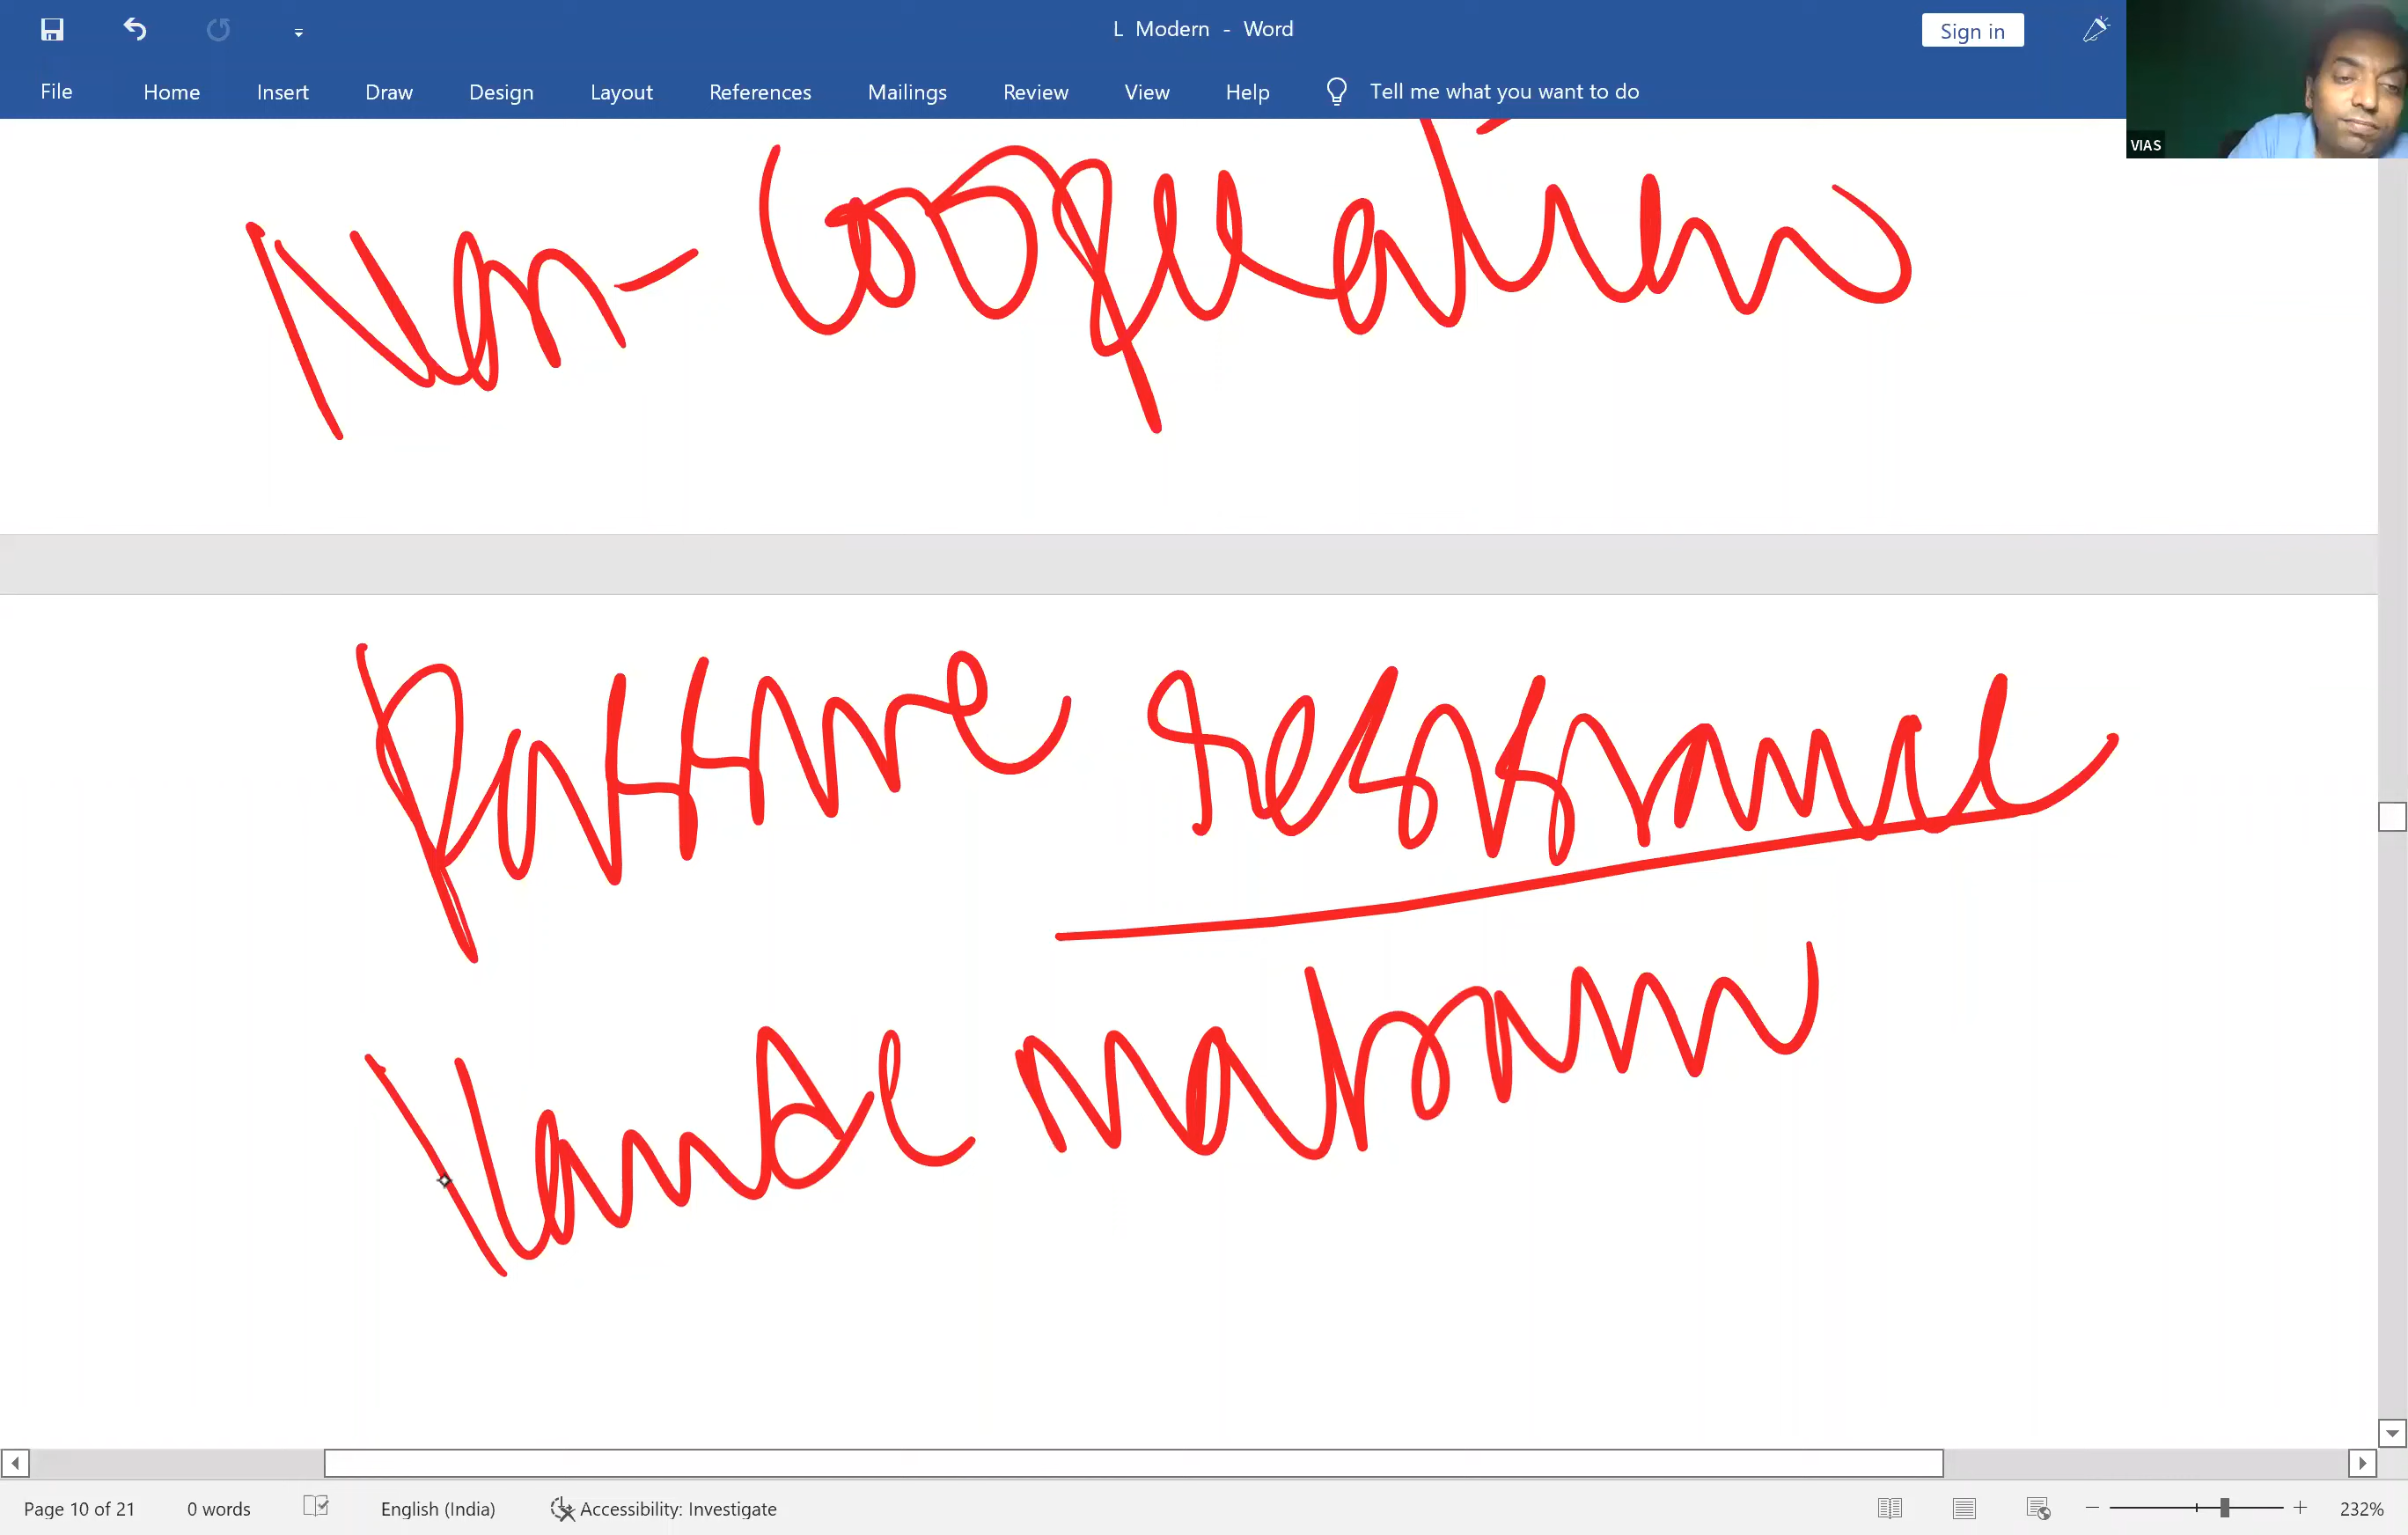 L Modern - Word
Sign in
File Home Insert Draw Design Layout References Mailings Review View Help Tell me what you want to do
VIAS
Non-Cooperation
Passive resistance
Vande mataram
Page 10 of 21 0 words English (India) Accessibility: Investigate 232%